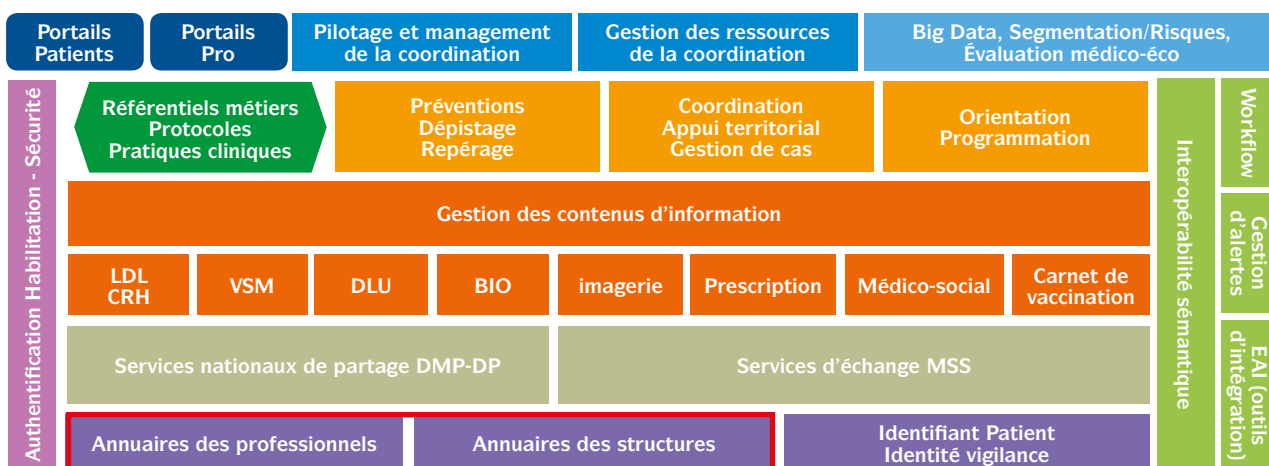 Portails
Patients
Portails
Pro
Pilotage et management
de la coordination
Gestion des ressources
de la coordination
Big Data, Segmentation/Risques,
Évaluation médico-éco
Authentification Habilitation - Sécurité
Référentiels métiers
Protocoles
Pratiques cliniques
Préventions
Dépistage
Repérage
Coordination
Appui territorial
Gestion de cas
Orientation
Programmation
Interopérabilité sémantique
Workflow
Gestion
d'alertes
EAI (outils
d'intégration)
Gestion des contenus d'information
LDL
CRH
VSM
DLU
BIO
imagerie
Prescription
Médico-social
Carnet de
vaccination
Services nationaux de partage DMP-DP
Services d'échange MSS
Annuaires des professionnels
Annuaires des structures
Identifiant Patient
Identité vigilance